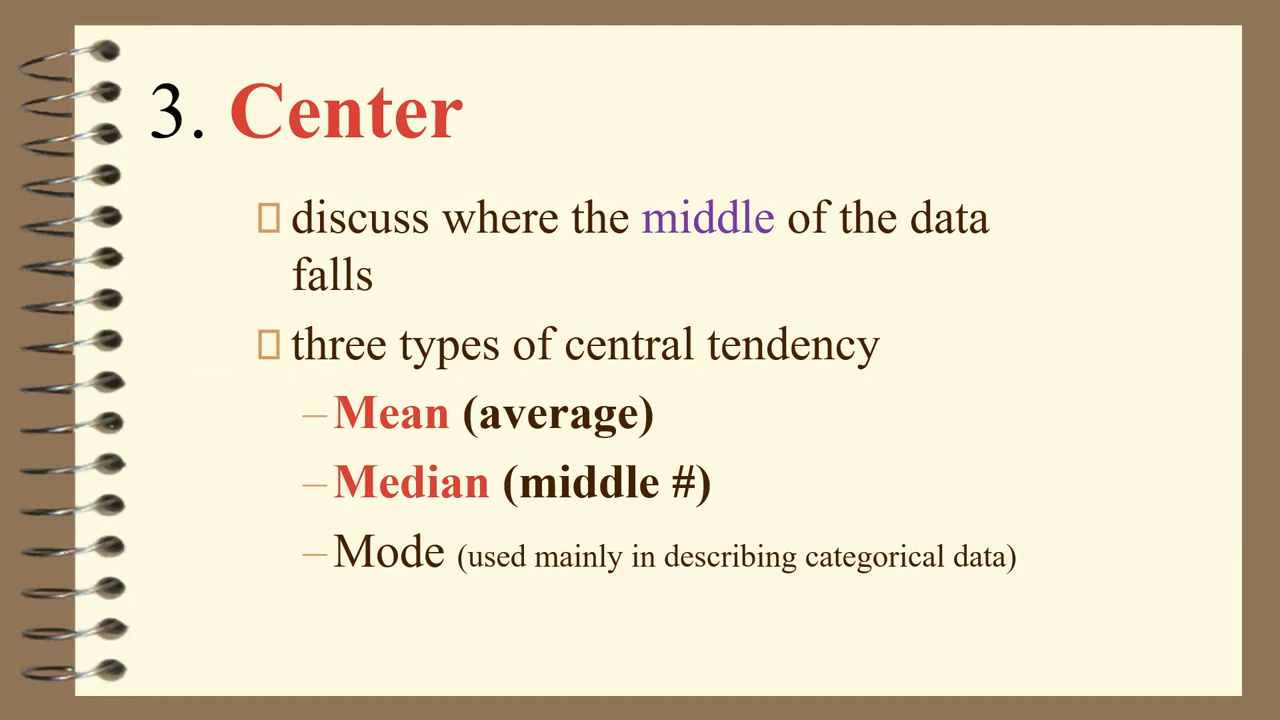 3. Center
discuss where the middle of the data
falls
three types of central tendency
–Mean (average)
–Median (middle #)
–Mode (used mainly in describing categorical data)